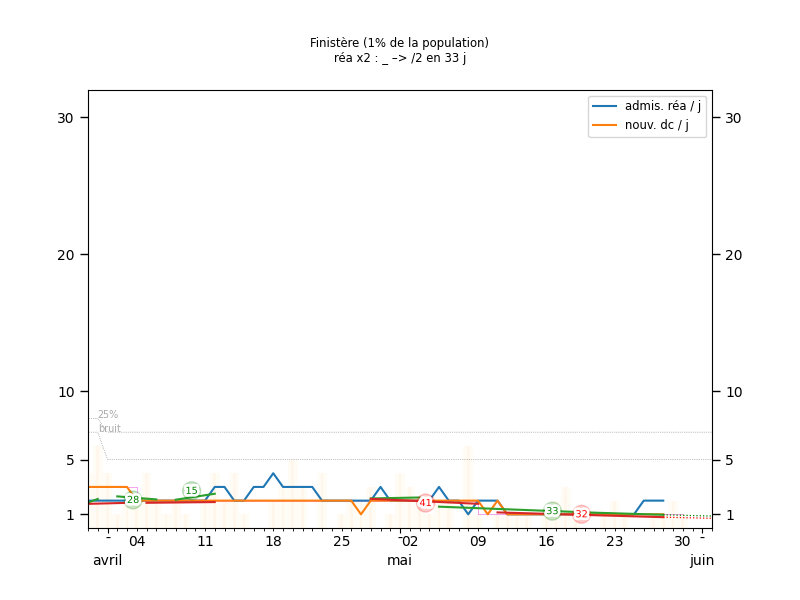 Finistère (1% de la population)
réa x2 : _ –> /2 en 33 j
admis. réa / j
nouv. dc / j
30 30
20 20
10 10
5 5
1 1
25%
bruit
28 15 41 33 32
04 11 18 25 02 09 16 23 30
avril mai juin